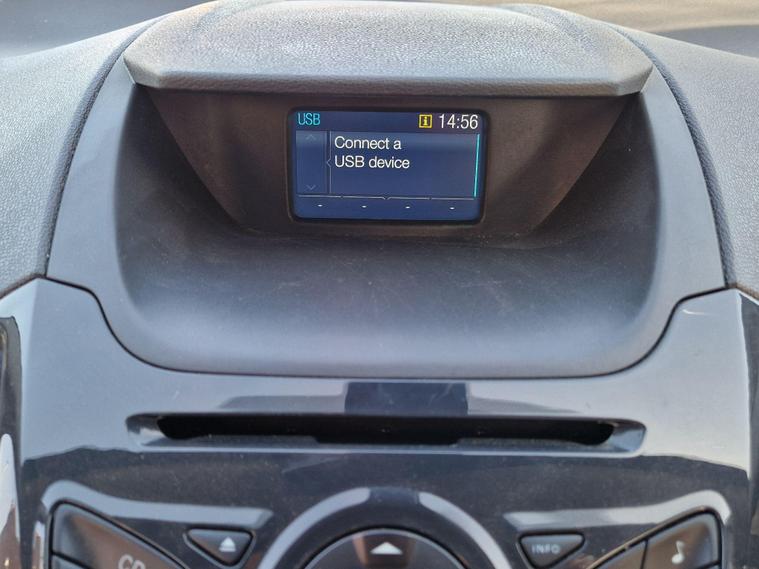 USB
i 14:56
Connect a
USB device
INFO